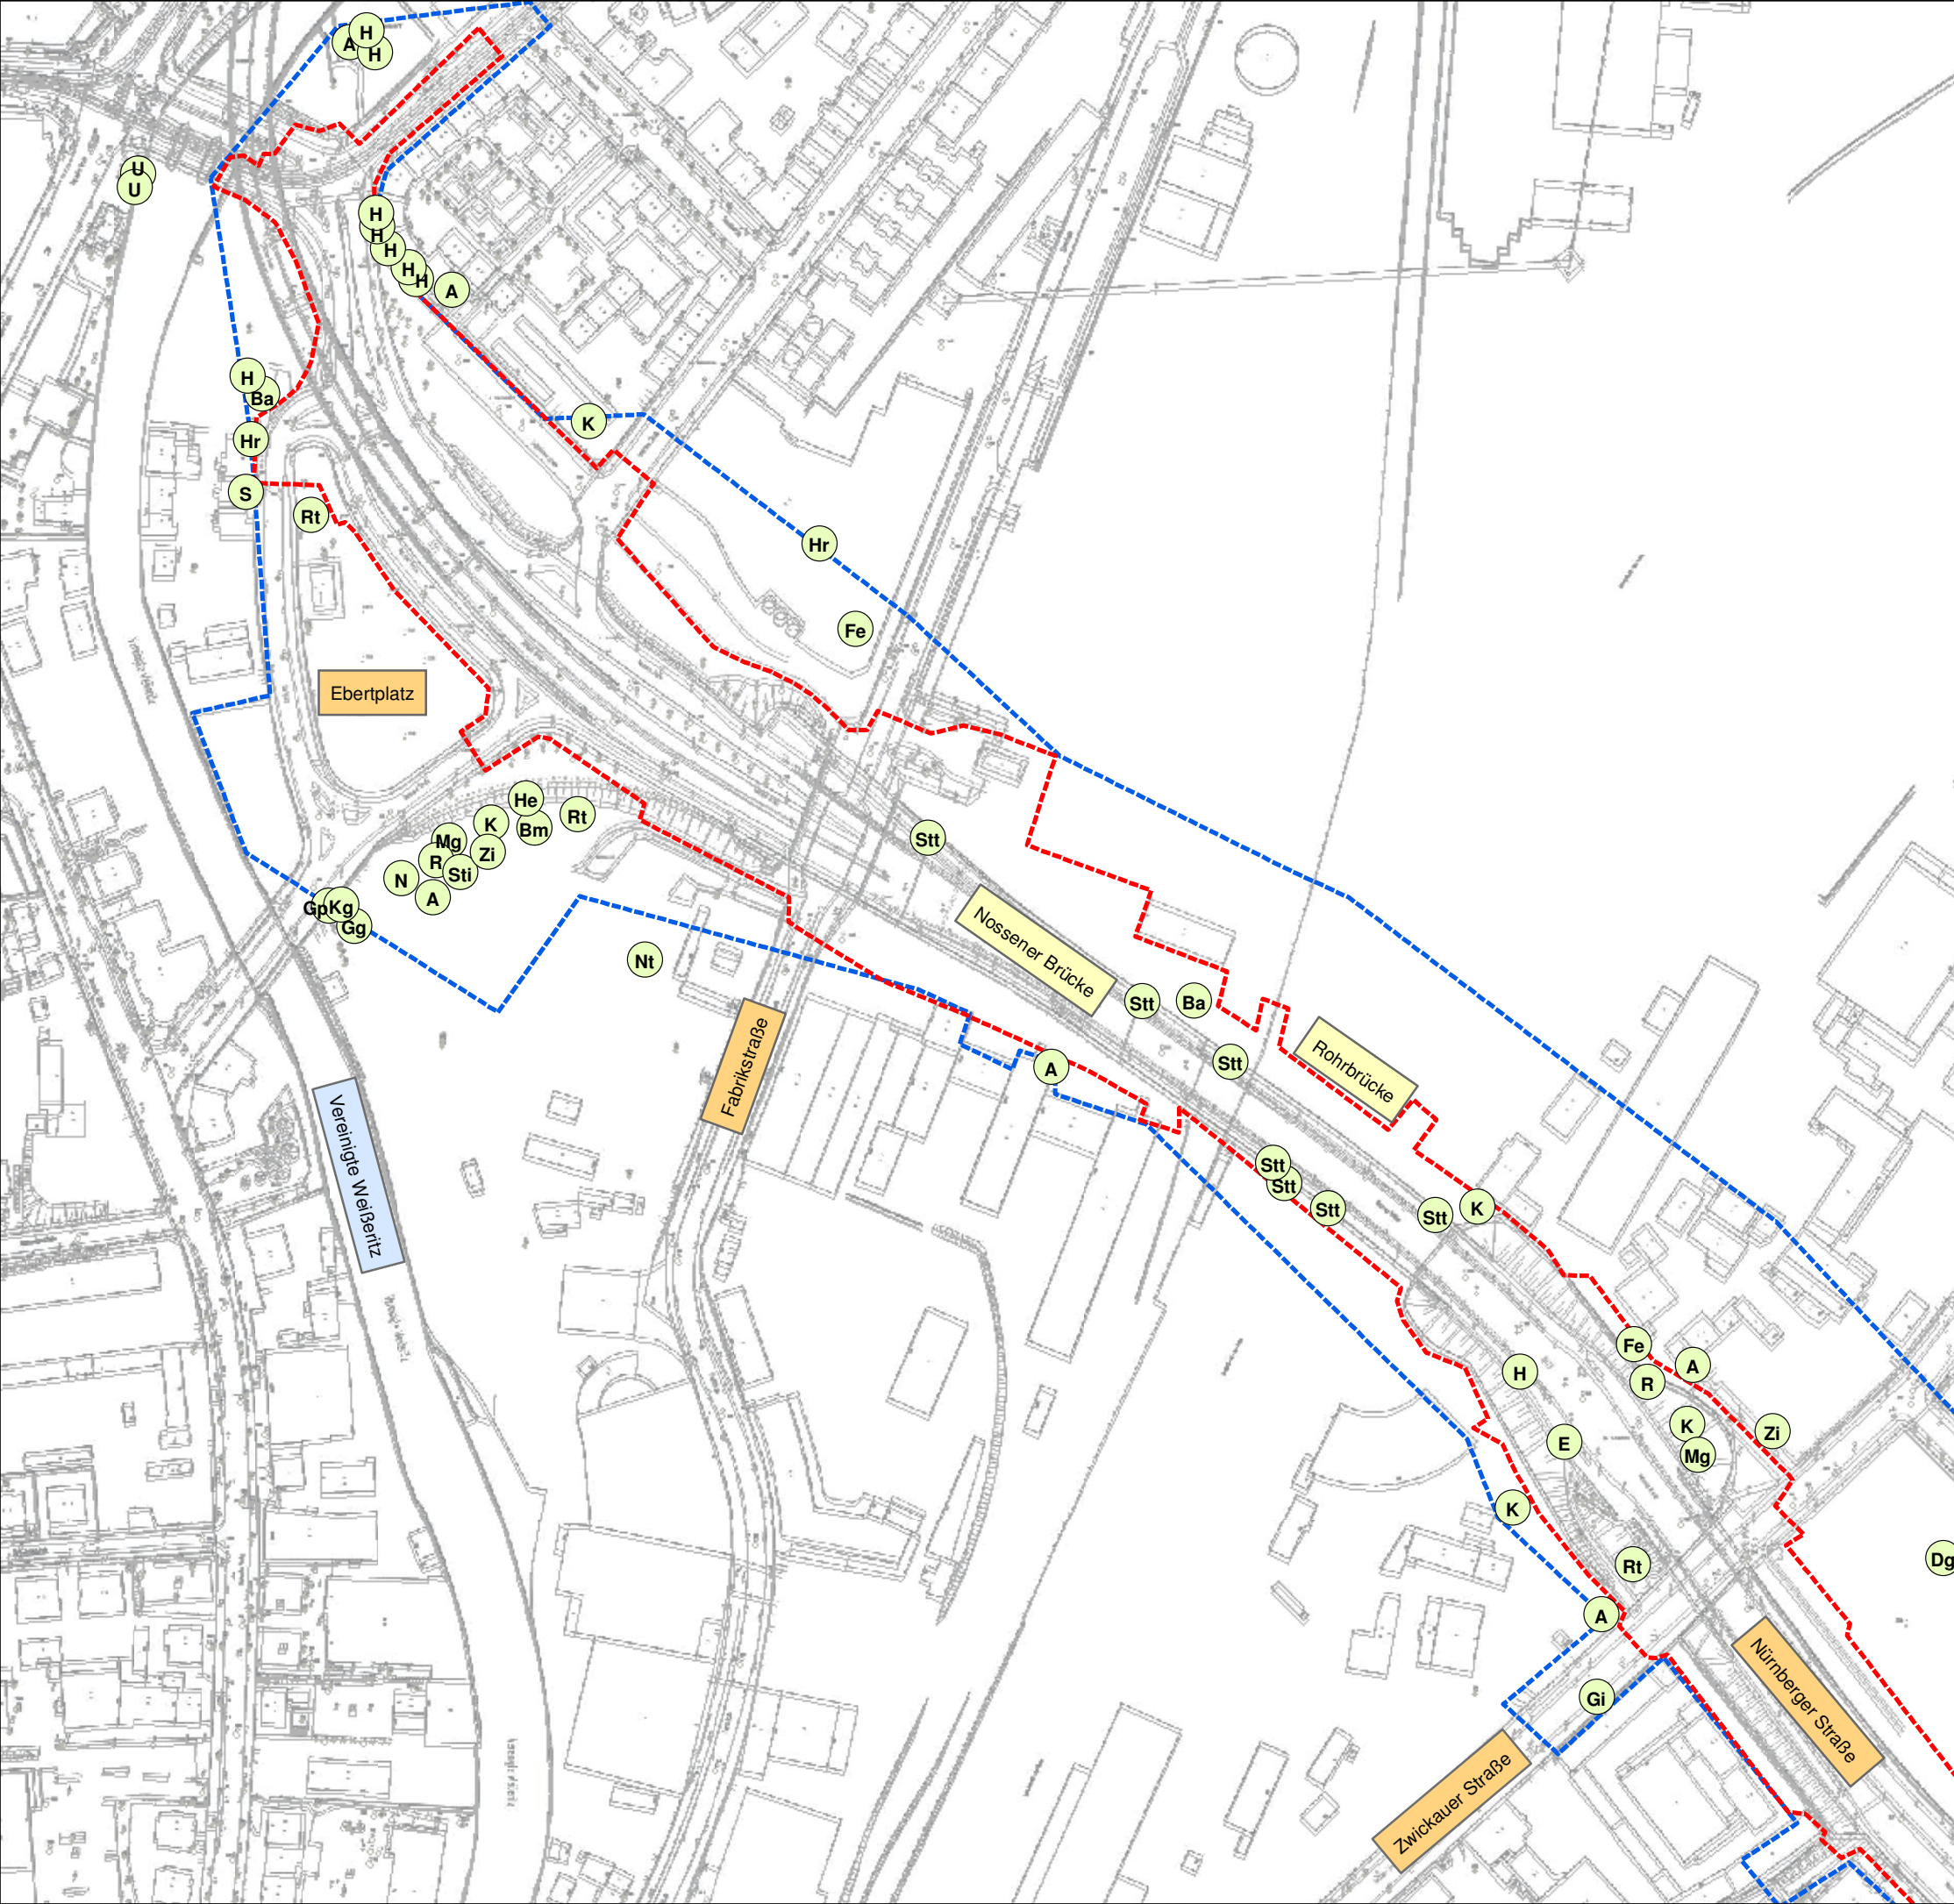 A
H
H
U
U
H
H
H
H
H
A
H
Ba
Hr
S
Rt
K
Hr
Fe
Ebertplatz
He
K
Bm
Rt
Mg
R
Zi
Sti
N
A
Gp
Kg
Gg
Nt
Stt
Nossener Brücke
Stt
Ba
Stt
Rohrbrücke
Fabrikstraße
A
Vereinigte Weißeritz
Stt
Stt
Stt
Stt
K
Fe
A
R
H
K
Mg
Zi
E
K
Rt
Dg
A
Gi
Nürnberger Straße
Zwickauer Straße